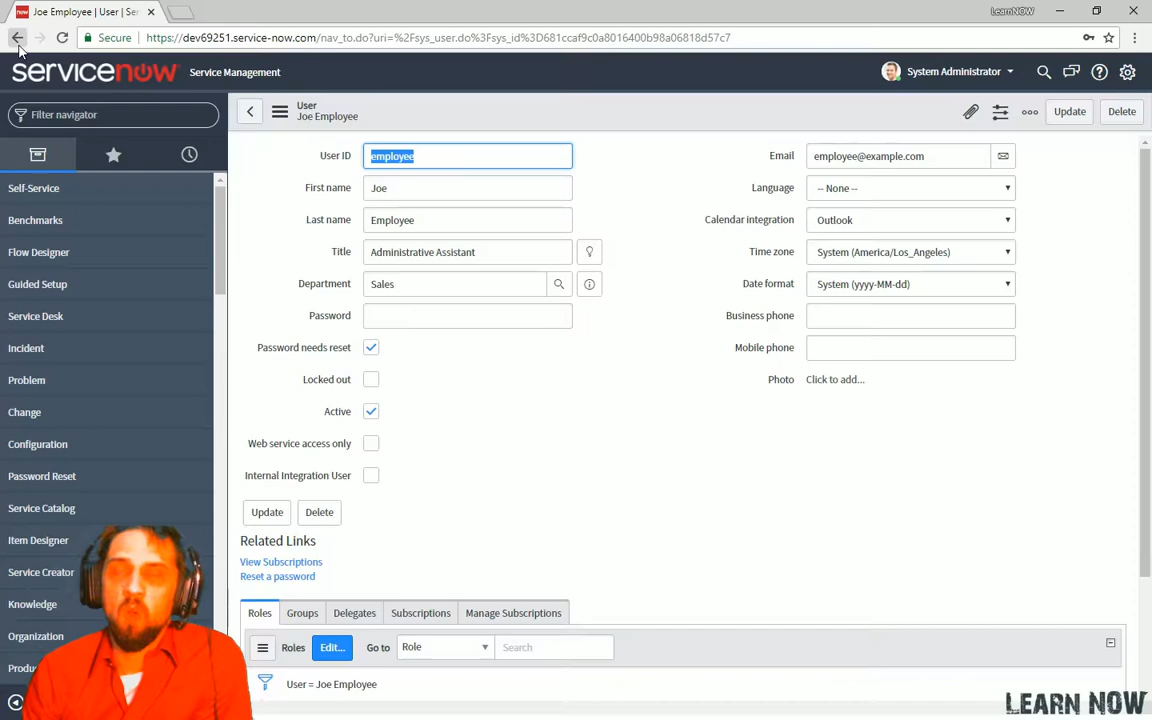 now
Joe Employee | User | Ser
LearnNOW
Secure
https://dev69251.service-now.com/nav_to.do?uri=%2Fsys_user.do%3Fsys_id%3D681ccaf9c0a8016400b98a06818d57c7
servicenow
Service Management
System Administrator
Filter navigator
User
Joe Employee
Update
Delete
Self-Service
Benchmarks
Flow Designer
Guided Setup
Service Desk
Incident
Problem
Change
Configuration
Password Reset
Service Catalog
Item Designer
Service Creator
Knowledge
Organization
User ID employee
First name Joe
Last name Employee
Title Administrative Assistant
Department Sales
Password
Password needs reset
Locked out
Active
Web service access only
Internal Integration User
Email employee@example.com
Language -- None --
Calendar integration Outlook
Time zone System (America/Los_Angeles)
Date format System (yyyy-MM-dd)
Business phone
Mobile phone
Photo Click to add...
Update Delete
Related Links
View Subscriptions
Reset a password
Roles Groups Delegates Subscriptions Manage Subscriptions
Roles Edit... Go to Role Search
User = Joe Employee
LEARN NOW